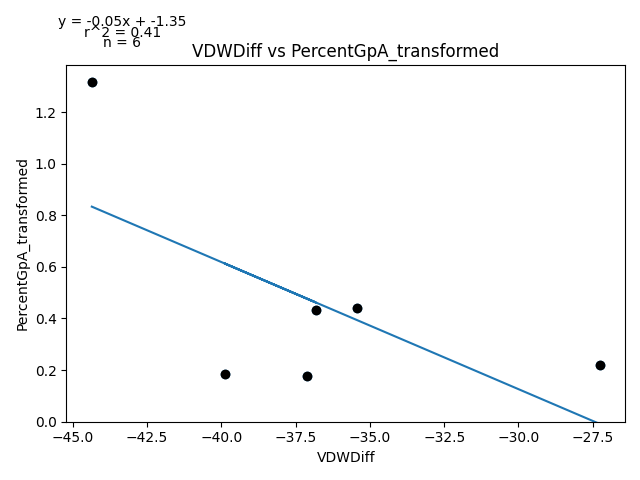 y = -0.05x + -1.35
r^2 = 0.41
n = 6
VDWDiff vs PercentGpA_transformed
PercentGpA_transformed
1.2
1.0
0.8
0.6
0.4
0.2
0.0
−45.0 −42.5 −40.0 −37.5 −35.0 −32.5 −30.0 −27.5
VDWDiff